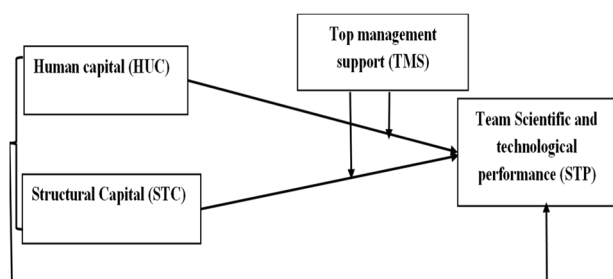 Top management
support (TMS)
Human capital (HUC)
Team Scientific and
technological
performance (STP)
Structural Capital (STC)